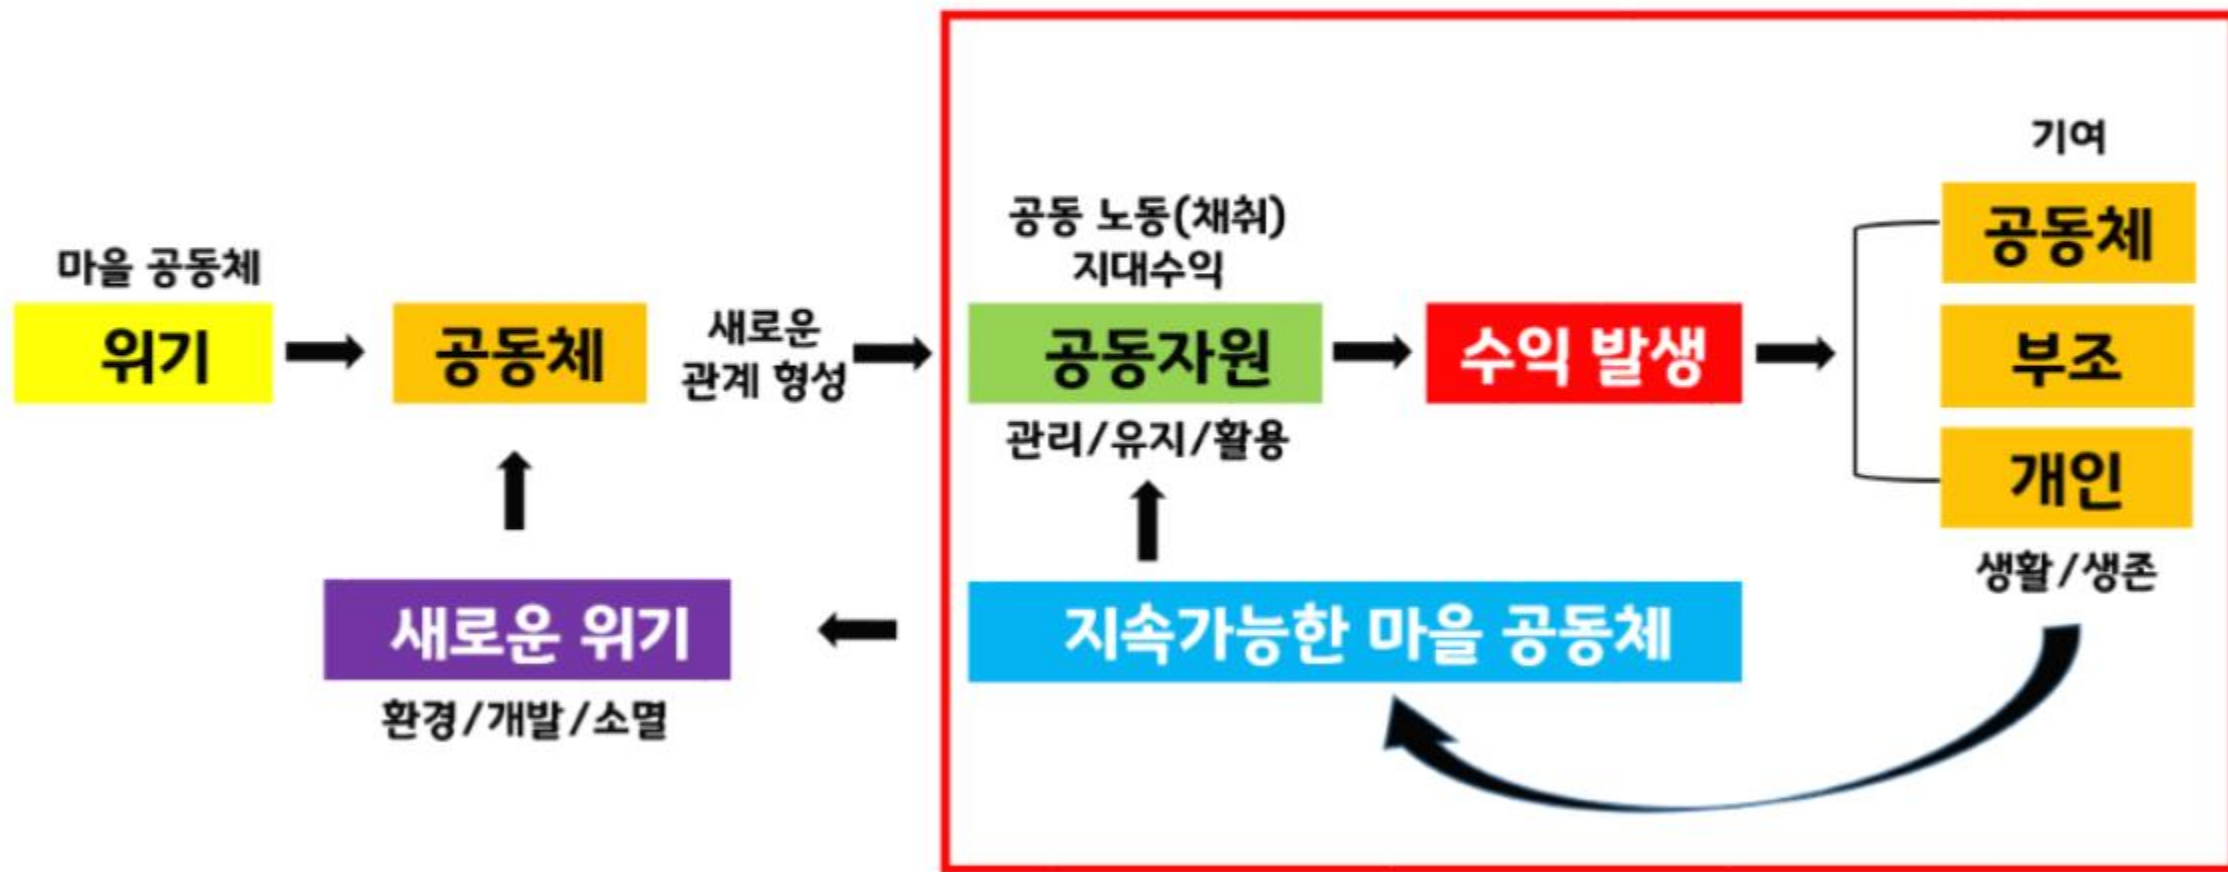 마을 공동체
위기
공동체
새로운
관계 형성
공동 노동(채취)
지대수익
공동자원
관리/유지/활용
수익 발생
기여
공동체
부조
개인
생활/생존
지속가능한 마을 공동체
새로운 위기
환경/개발/소멸